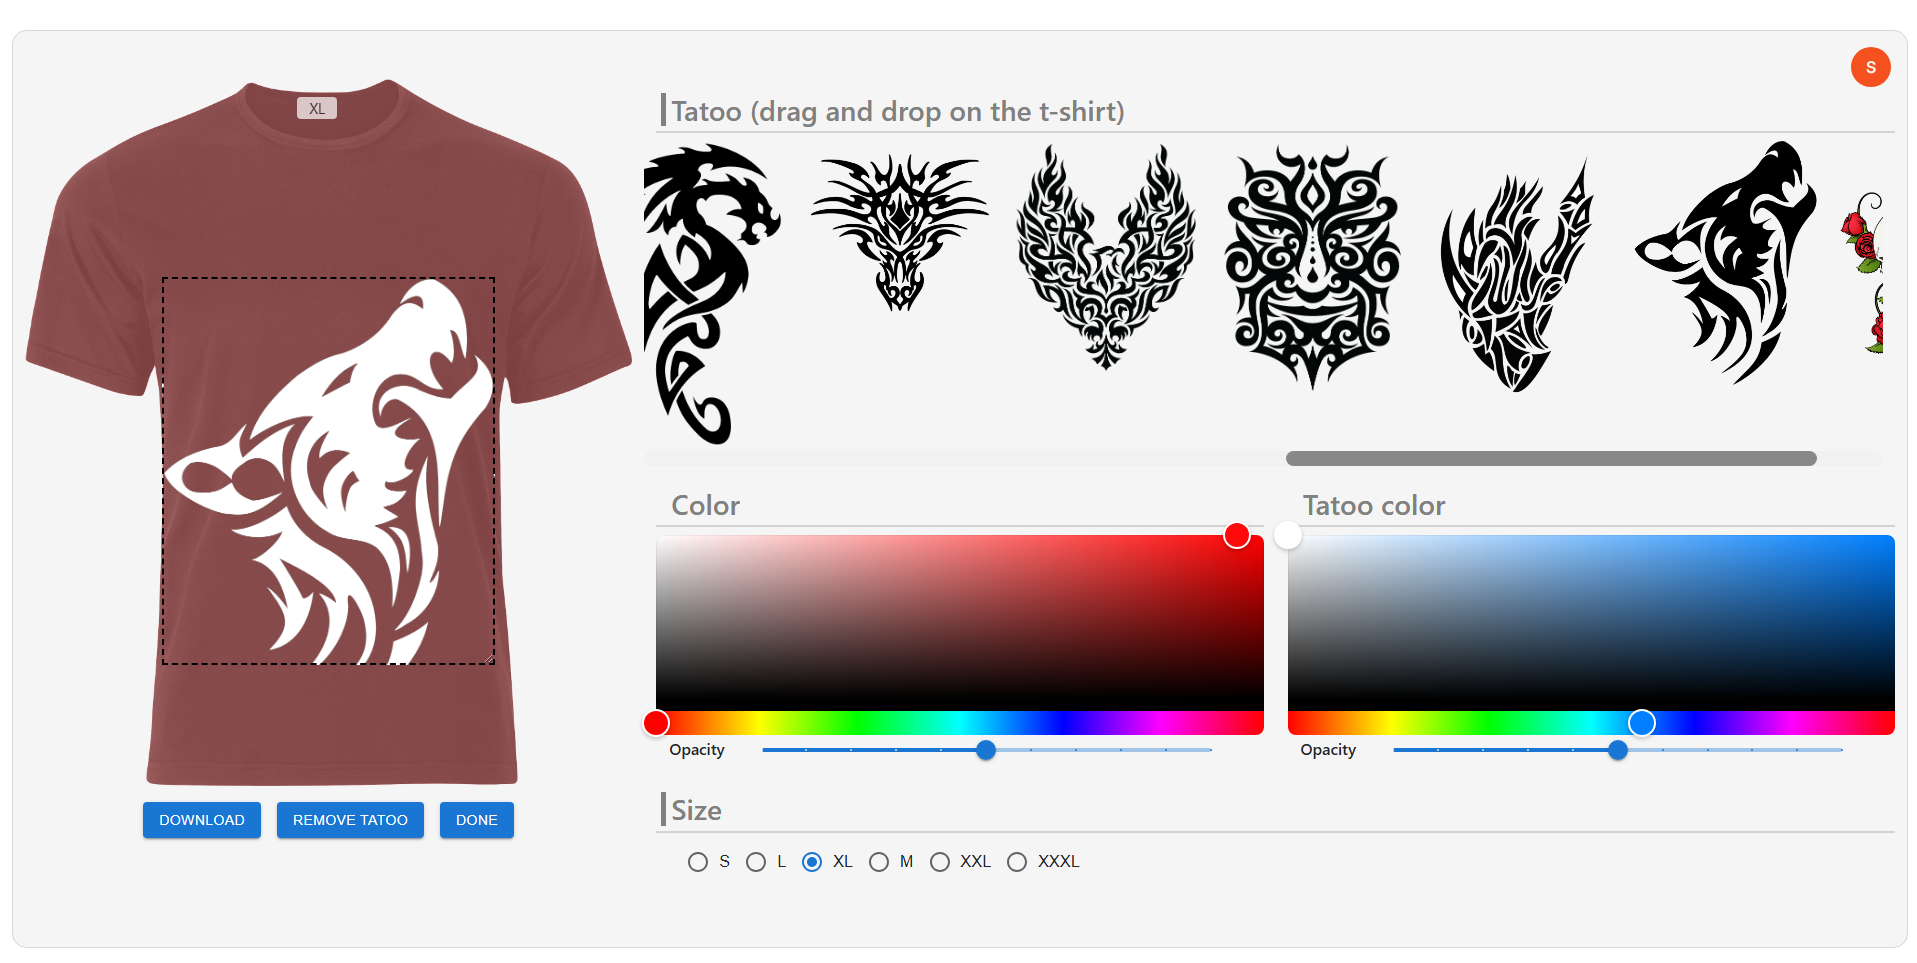 S
XL
Tatoo (drag and drop on the t-shirt)
Color
Tatoo color
Opacity
Opacity
DOWNLOAD
REMOVE TATOO
DONE
Size
S
L
XL
M
XXL
XXXL